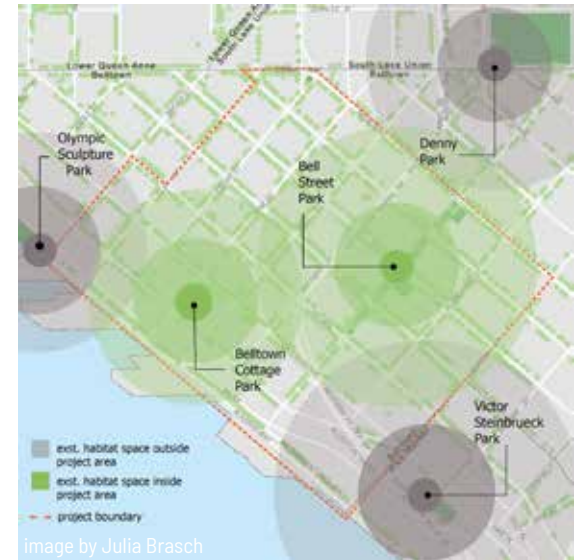 Lower Queen Anne
Belltown
Lower Queen Anne
South Lake Union
South Lake Union
Belltown
Olympic
Sculpture
Park
Bell
Street
Park
Denny
Park
Belltown
Cottage
Park
Victor
Steinbrueck
Park
exst. habitat space outside
project area
exst. habitat space inside
project area
project boundary
image by Julia Brasch